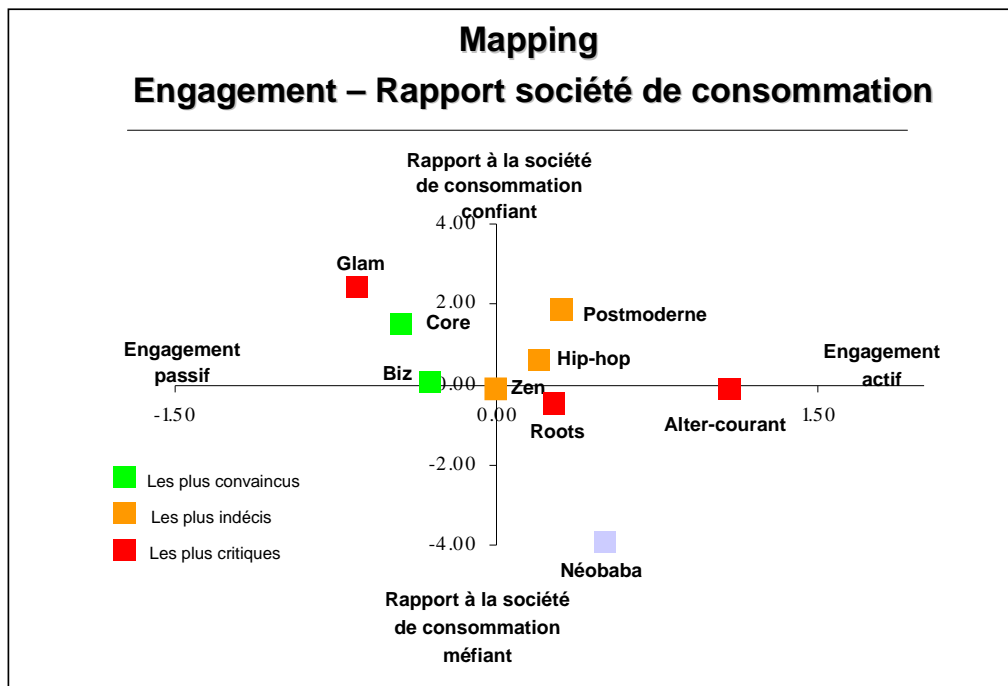 Mapping
Engagement – Rapport société de consommation
Rapport à la société
de consommation
confiant
4.00
Glam
2.00
Core
Postmoderne
Engagement
passif
Biz
Hip-hop
Engagement
actif
0.00
Zen
-1.50
0.00
1.50
Roots
Alter-courant
-2.00
Les plus convaincus
Les plus indécis
Les plus critiques
-4.00
Néobaba
Rapport à la société
de consommation
méfiant